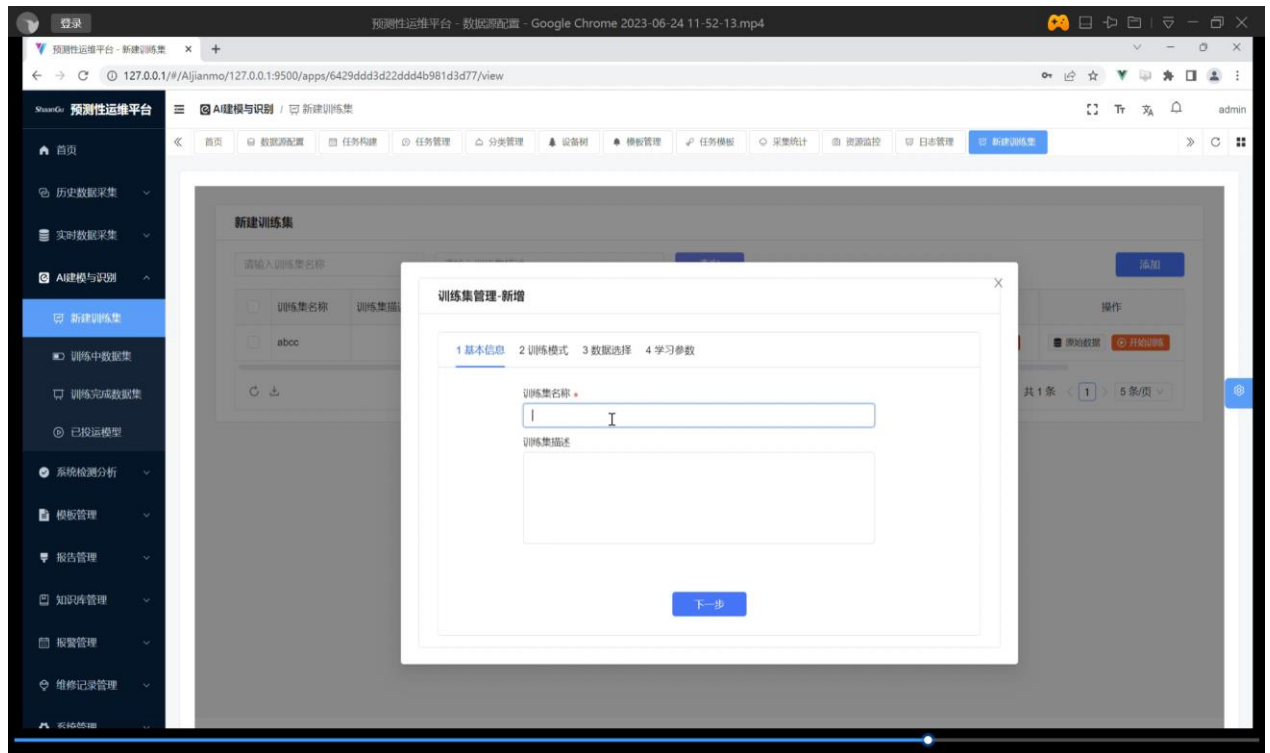 登录
预测性运维平台 - 数据源配置 - Google Chrome 2023-06-24 11-52-13.mp4
预测性运维平台 - 新建训练集
127.0.0.1/#/AIjianmo/127.0.0.1:9500/apps/6429ddd3d22ddd4b981d3d77/view
预测性运维平台
AI建模与识别 / 新建训练集
admin
首页 数据源配置 任务构建 任务管理 分类管理 设备树 模板管理 任务模板 采集统计 资源监控 日志管理 新建训练集
首页
历史数据采集
实时数据采集
AI建模与识别
新建训练集
训练中数据集
训练完成数据集
已投运模型
系统检测分析
模板管理
报告管理
知识库管理
报警管理
维修记录管理
系统管理
新建训练集
请输入训练集名称
添加
训练集名称 训练集描
操作
abcc
原始数据 开始训练
共 1 条 1 5 条/页
训练集管理-新增
1 基本信息 2 训练模式 3 数据选择 4 学习参数
训练集名称
训练集描述
下一步